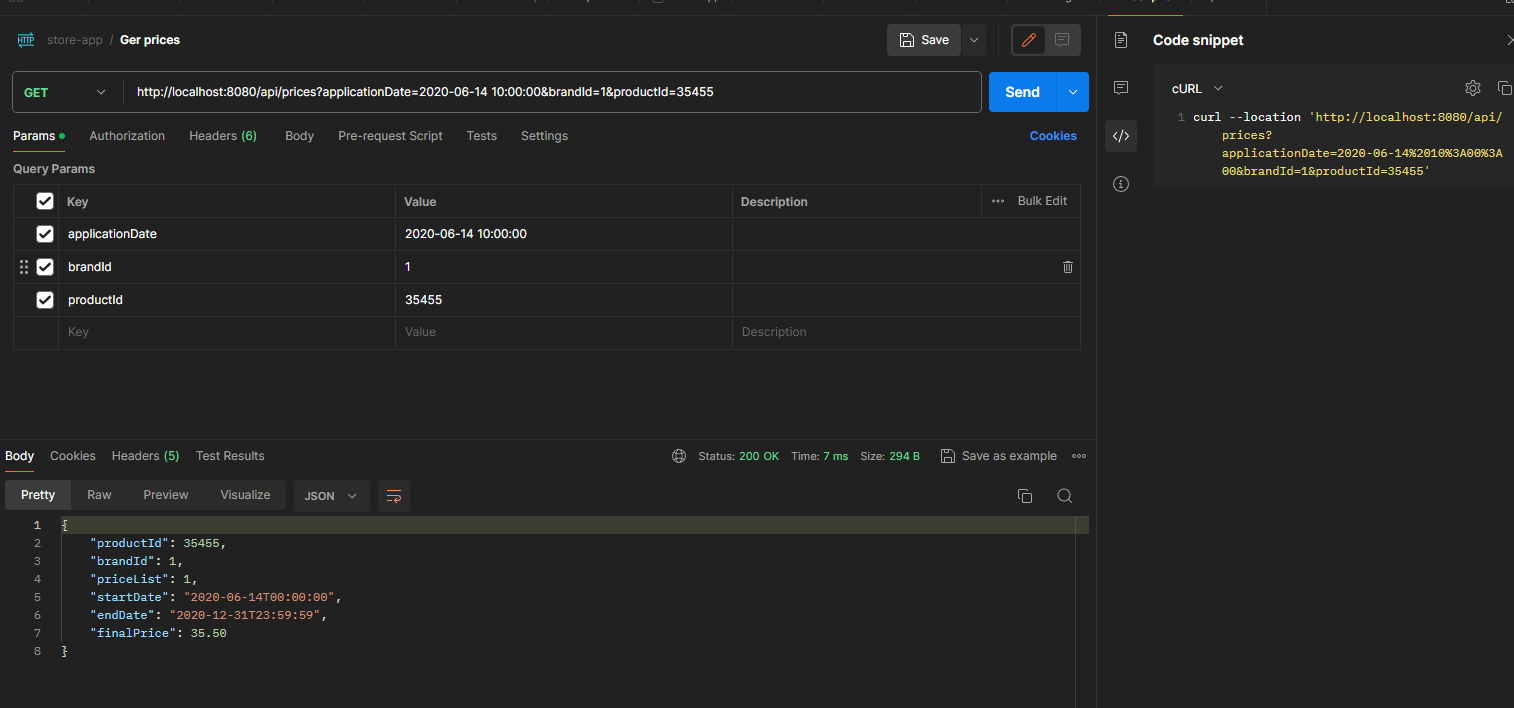 HTTP store-app / Ger prices
Save
GET http://localhost:8080/api/prices?applicationDate=2020-06-14 10:00:00&brandId=1&productId=35455
Send
Params Authorization Headers (6) Body Pre-request Script Tests Settings Cookies
Query Params
Key Value Description Bulk Edit
applicationDate 2020-06-14 10:00:00
brandId 1
productId 35455
Key Value Description
Body Cookies Headers (5) Test Results Status: 200 OK Time: 7 ms Size: 294 B Save as example
Pretty Raw Preview Visualize JSON
1 {
2 "productId": 35455,
3 "brandId": 1,
4 "priceList": 1,
5 "startDate": "2020-06-14T00:00:00",
6 "endDate": "2020-12-31T23:59:59",
7 "finalPrice": 35.50
8 }
Code snippet
cURL
1 curl --location 'http://localhost:8080/api/
prices?
applicationDate=2020-06-14%2010%3A00%3A
00&brandId=1&productId=35455'